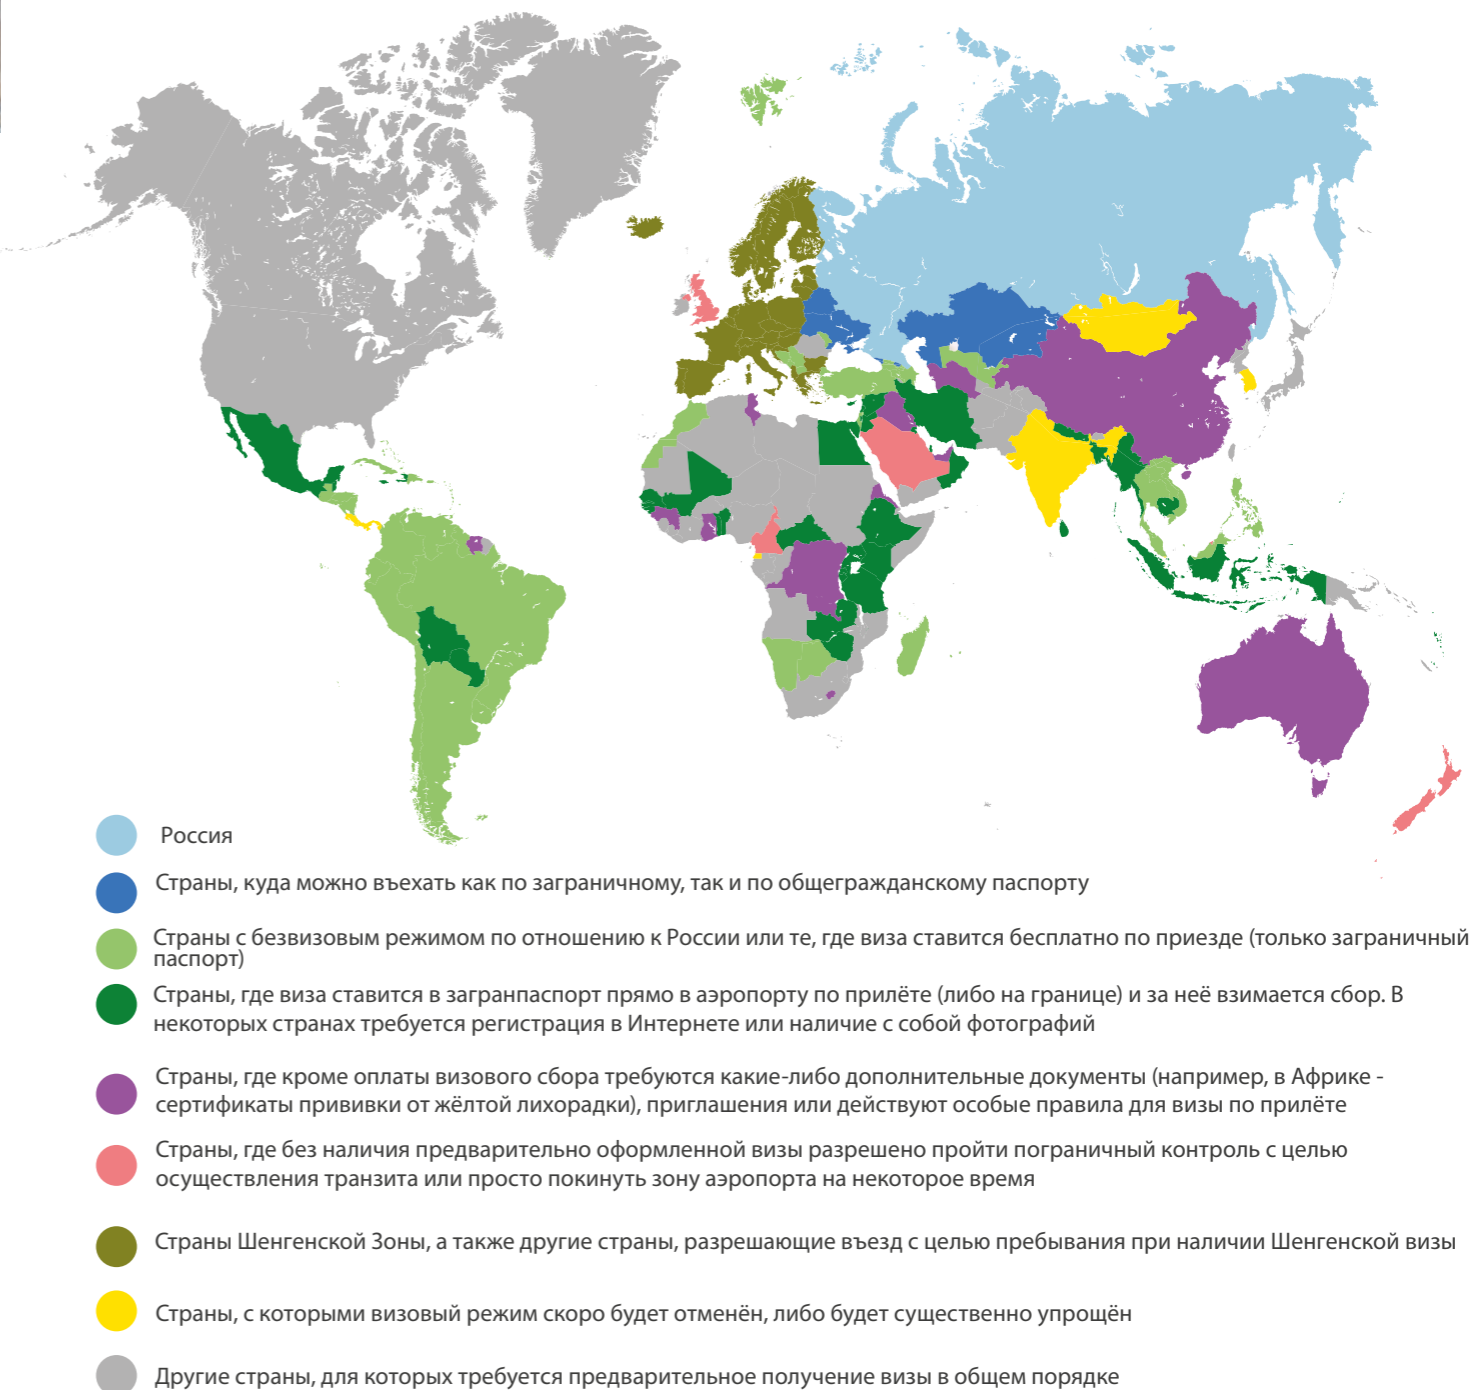 Россия
Страны, куда можно въехать как по заграничному, так и по общегражданскому паспорту
Страны с безвизовым режимом по отношению к России или те, где виза ставится бесплатно по приезде (только заграничный
паспорт)
Страны, где виза ставится в загранпаспорт прямо в аэропорту по прилёте (либо на границе) и за неё взимается сбор. В
некоторых странах требуется регистрация в Интернете или наличие с собой фотографий
Страны, где кроме оплаты визового сбора требуются какие-либо дополнительные документы (например, в Африке -
сертификаты прививки от жёлтой лихорадки), приглашения или действуют особые правила для визы по прилёте
Страны, где без наличия предварительно оформленной визы разрешено пройти пограничный контроль с целью
осуществления транзита или просто покинуть зону аэропорта на некоторое время
Страны Шенгенской Зоны, а также другие страны, разрешающие въезд с целью пребывания при наличии Шенгенской визы
Страны, с которыми визовый режим скоро будет отменён, либо будет существенно упрощён
Другие страны, для которых требуется предварительное получение визы в общем порядке